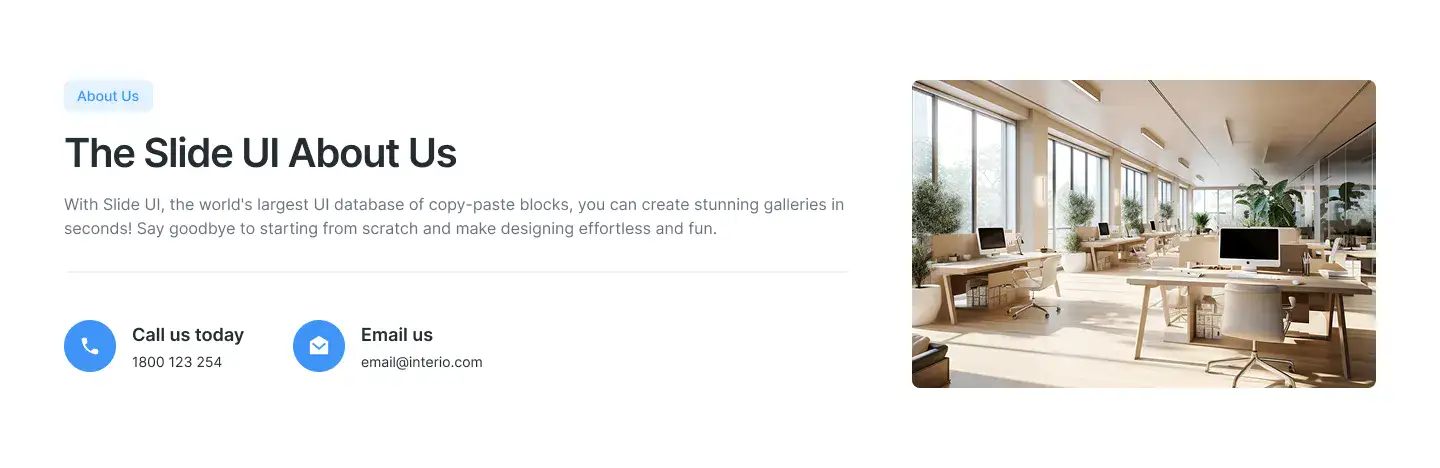 About Us
The Slide UI About Us
With Slide UI, the world's largest UI database of copy-paste blocks, you can create stunning galleries in
seconds! Say goodbye to starting from scratch and make designing effortless and fun.
Call us today
1800 123 254
Email us
email@interio.com